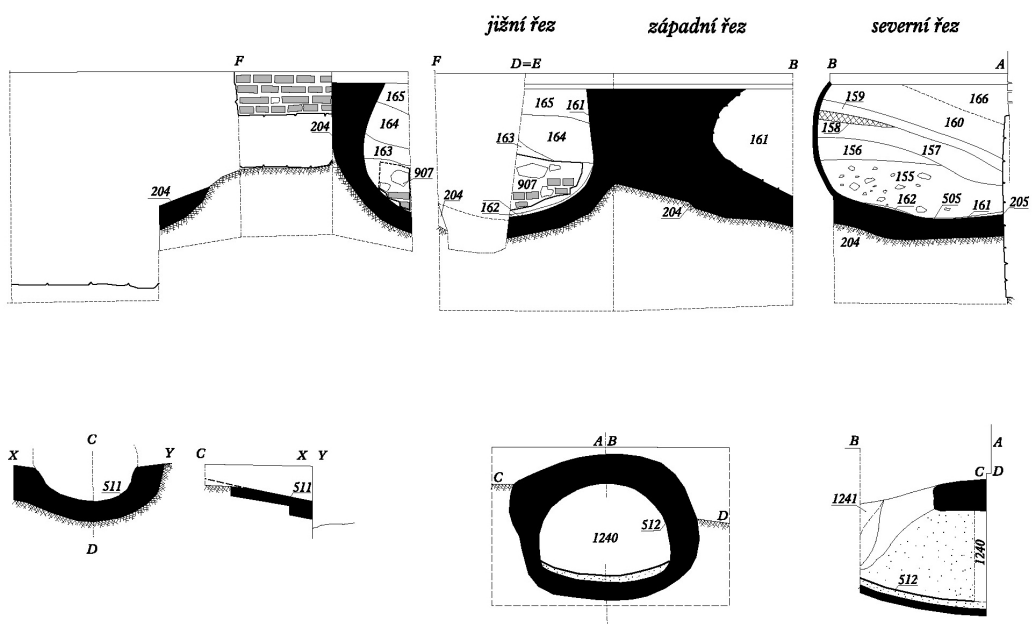 jižní řez západní řez severní řez
F F D=E B B A
165 164 163 204 907 204
165 161 164 163 907 162 204 161 204
159 158 166 160 157 156 155 162 505 161 205 204
X C Y D 511
C X Y 511
A B C D 512 1240
B A C D 1241 1240 512